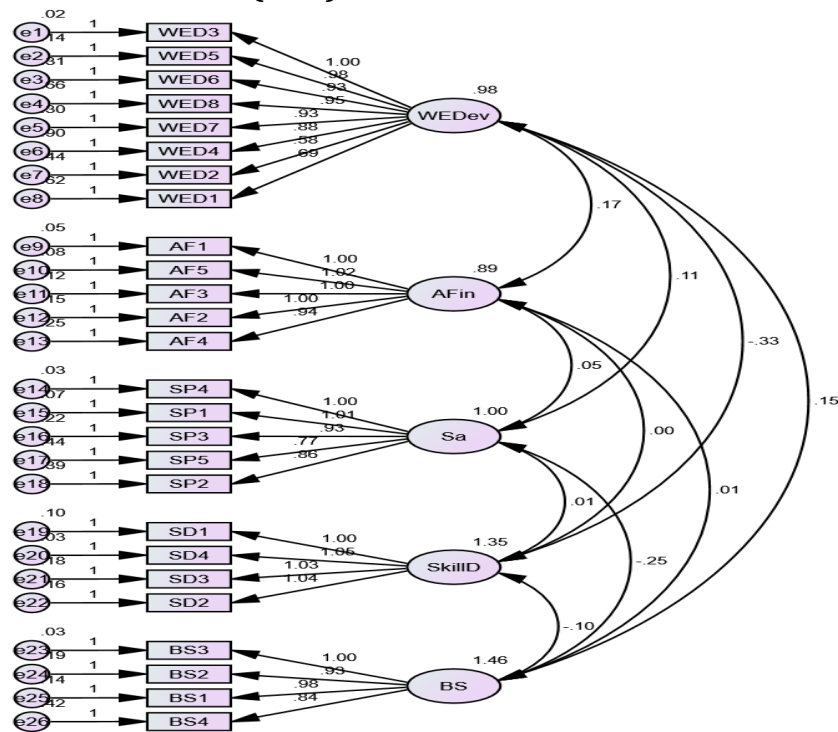 .02
e1 1 WED3
.14
e2 1 WED5
.31
e3 1 WED6
.66
e4 1 WED8
.30
e5 1 WED7
.90
e6 1 WED4
.44
e7 1 WED2
.62
e8 1 WED1
1.00
.98
.93
.95
.93
.88
.58
.69
.98
WEDev
.05
e9 1 AF1
.08
e10 1 AF5
.12
e11 1 AF3
.15
e12 1 AF2
.25
e13 1 AF4
1.00
1.02
1.00
1.00
.94
.89
AFin
.03
e14 1 SP4
.07
e15 1 SP1
.22
e16 1 SP3
.44
e17 1 SP5
.39
e18 1 SP2
1.00
1.01
.93
.77
.86
1.00
Sa
.10
e19 1 SD1
.03
e20 1 SD4
.18
e21 1 SD3
.16
e22 1 SD2
1.00
1.05
1.03
1.04
1.35
SkillD
.03
e23 1 BS3
.19
e24 1 BS2
.14
e25 1 BS1
.42
e26 1 BS4
1.00
.93
.98
.84
1.46
BS
.17
.11
-.33
.05
.15
.00
.01
.01
-.25
-.10